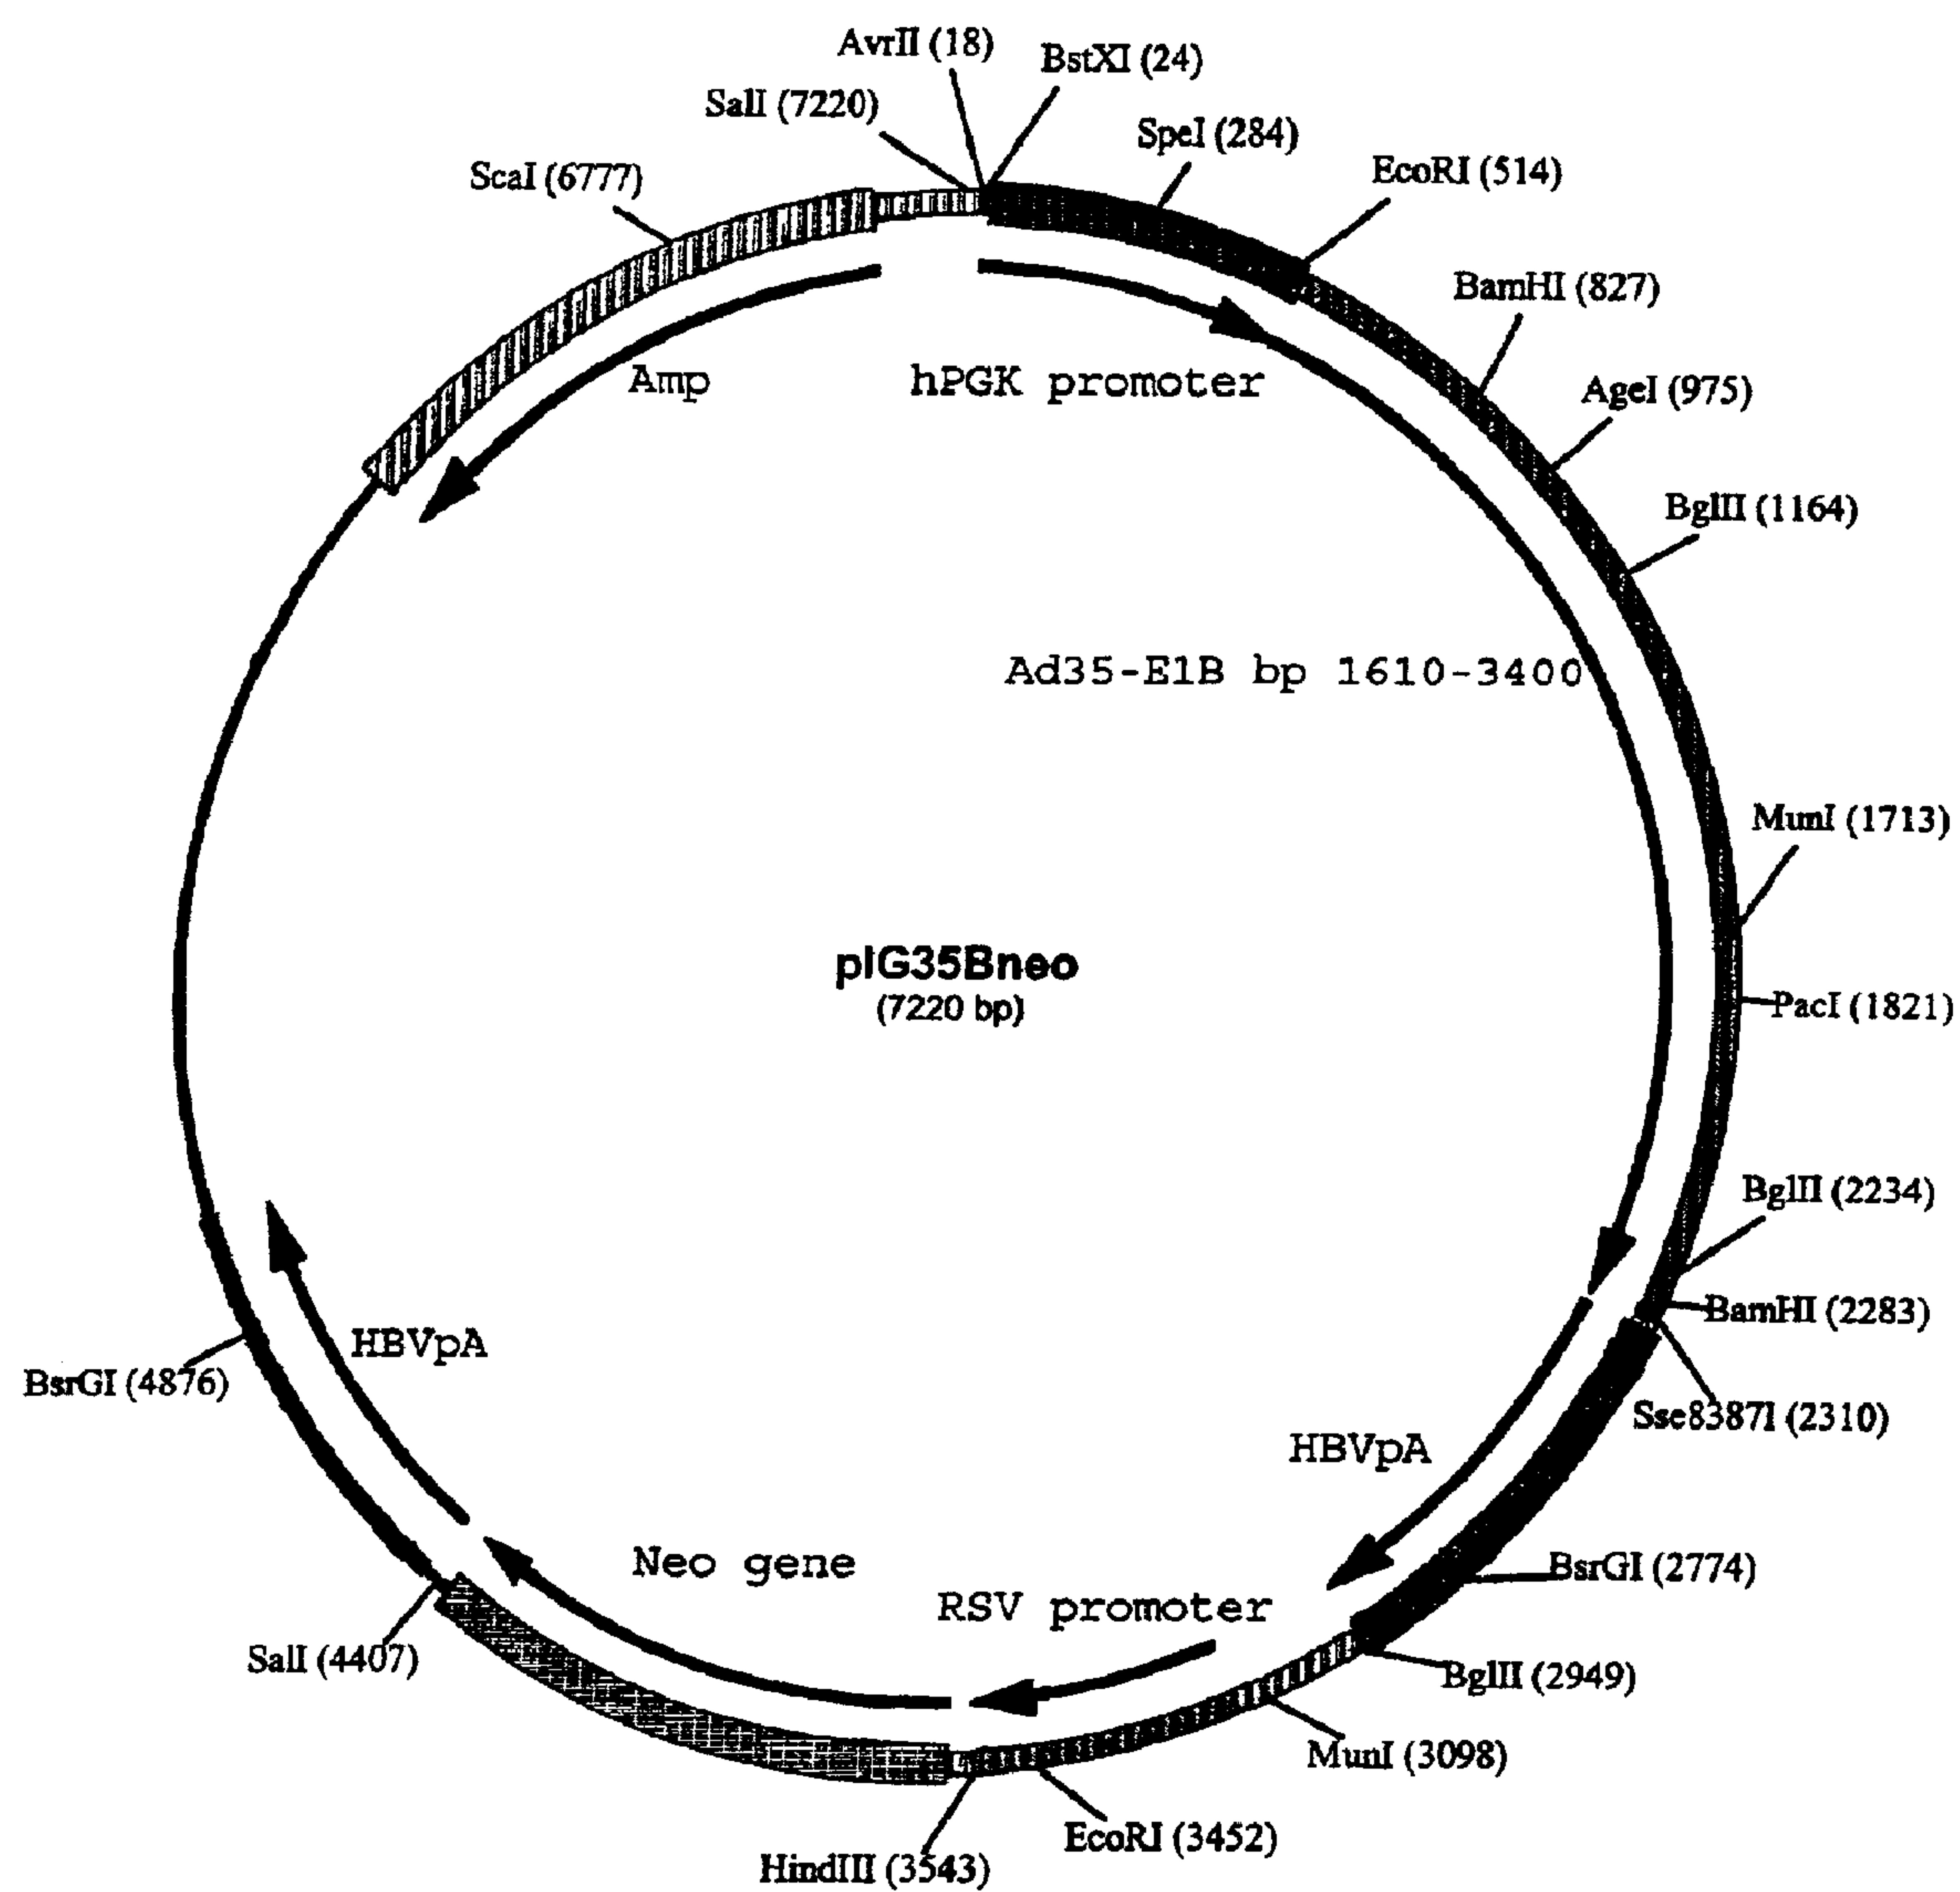 AvrII (18)
BstXI (24)
SalI (7220)
SpeI (284)
ScaI (6777)
EcoRI (514)
BamHI (827)
Amp
hPGK promoter
AgeI (975)
BglII (1164)
Ad35-E1B bp 1610-3400
MunI (1713)
pIG35Bneo
(7220 bp)
PacI (1821)
BglII (2234)
BamHI (2283)
HBVpA
BsrGI (4876)
Sse8387I (2310)
HBVpA
Neo gene
BsrGI (2774)
RSV promoter
SalI (4407)
BglII (2949)
MunI (3098)
EcoRI (3452)
HindIII (3543)